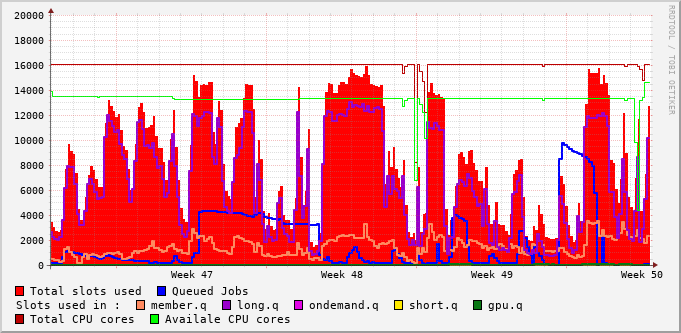 20000
18000
16000
14000
12000
10000
8000
6000
4000
2000
0
Week 47 Week 48 Week 49 Week 50
Total slots used Queued Jobs
Slots used in : member.q long.q ondemand.q short.q gpu.q
Total CPU cores Availale CPU cores
RRDTOOL / TOBI OETIKER